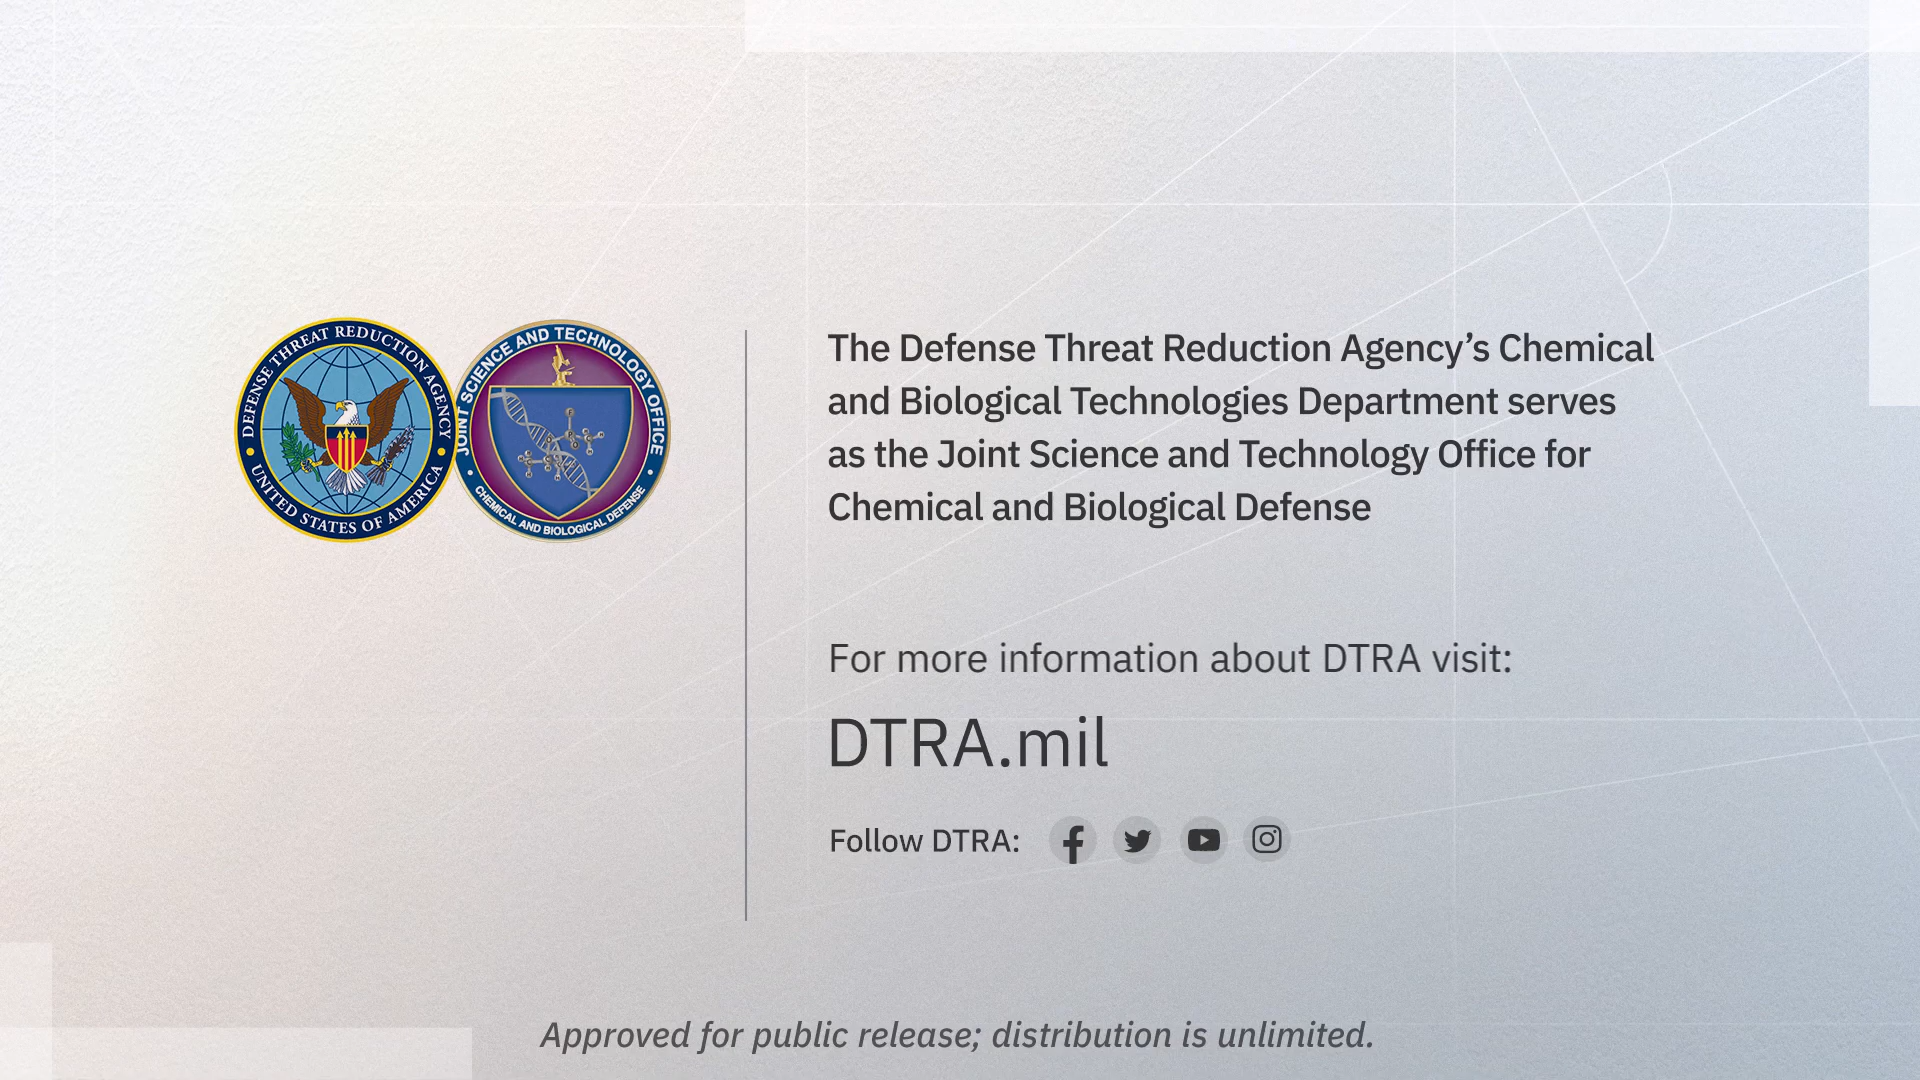 DEFENSE THREAT REDUCTION AGENCY
UNITED STATES OF AMERICA
JOINT SCIENCE AND TECHNOLOGY OFFICE
CHEMICAL AND BIOLOGICAL DEFENSE
The Defense Threat Reduction Agency’s Chemical
and Biological Technologies Department serves
as the Joint Science and Technology Office for
Chemical and Biological Defense
For more information about DTRA visit:
DTRA.mil
Follow DTRA:
Approved for public release; distribution is unlimited.